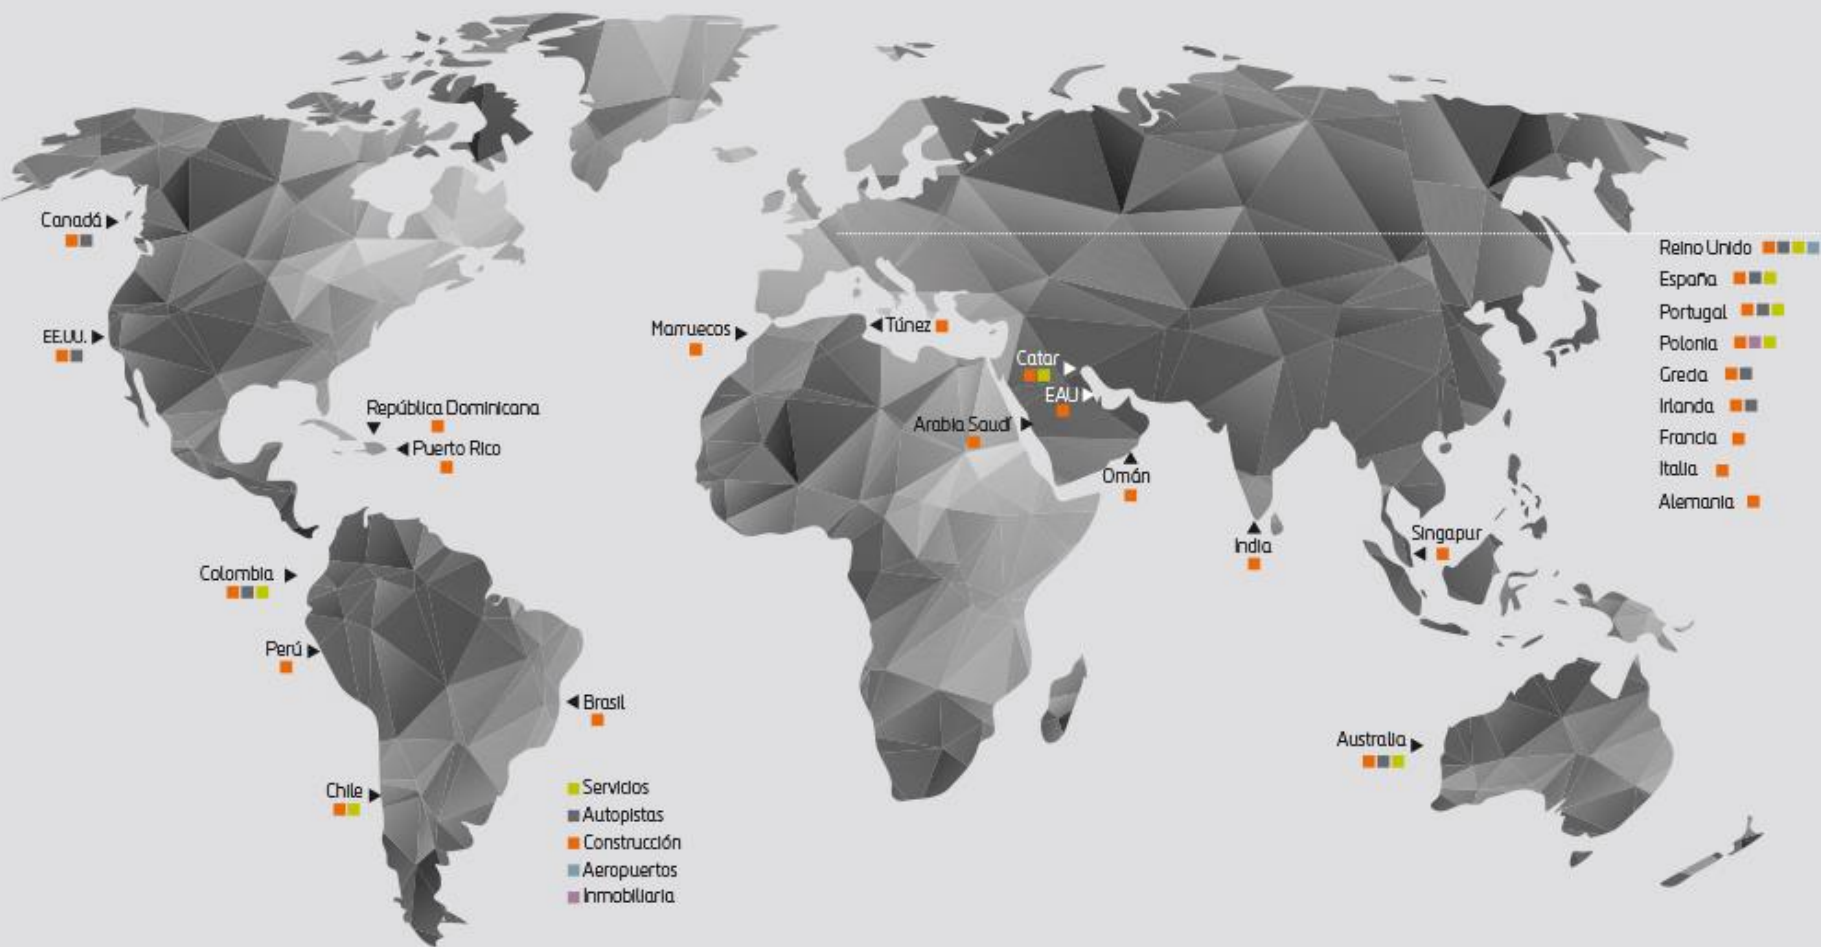 Canadá
EE.UU.
República Dominicana
Puerto Rico
Colombia
Perú
Brasil
Chile
Servicios
Autopistas
Construcción
Aeropuertos
Inmobiliaria
Marruecos
Túnez
Catar
EAU
Arabia Saudí
Omán
India
Singapur
Australia
Reino Unido
España
Portugal
Polonia
Grecia
Irlanda
Francia
Italia
Alemania